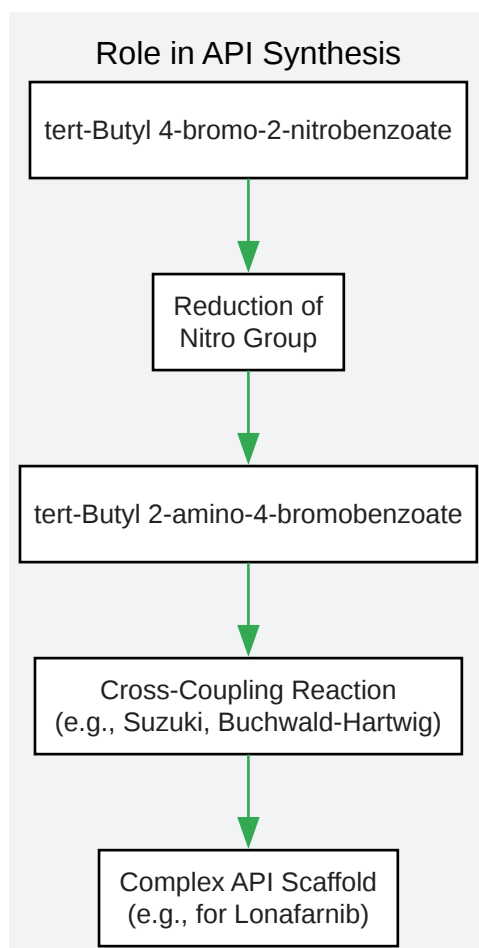 Role in API Synthesis
tert-Butyl 4-bromo-2-nitrobenzoate
Reduction of
Nitro Group
tert-Butyl 2-amino-4-bromobenzoate
Cross-Coupling Reaction
(e.g., Suzuki, Buchwald-Hartwig)
Complex API Scaffold
(e.g., for Lonafarnib)